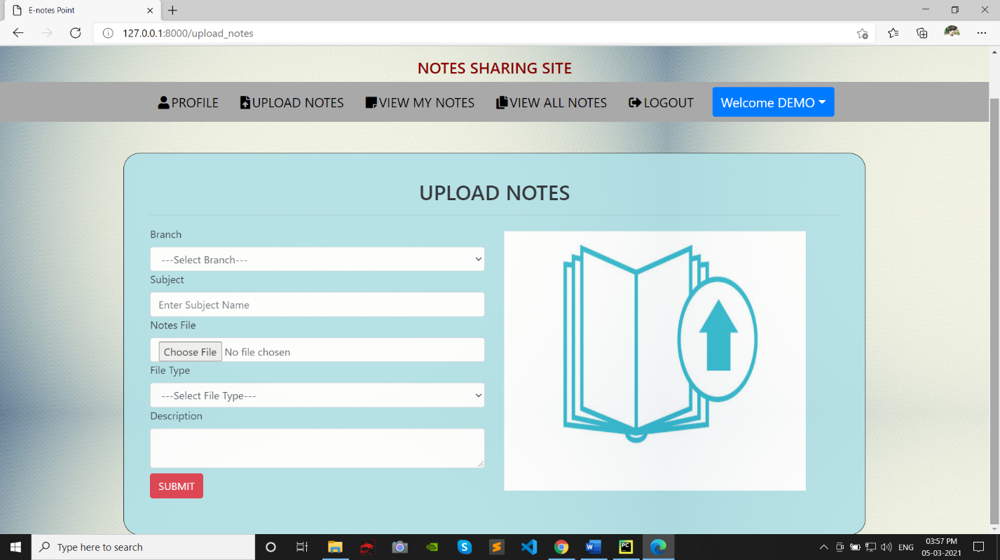 E-notes Point
127.0.0.1:8000/upload_notes
NOTES SHARING SITE
PROFILE UPLOAD NOTES VIEW MY NOTES VIEW ALL NOTES LOGOUT Welcome DEMO
UPLOAD NOTES
Branch
---Select Branch---
Subject
Enter Subject Name
Notes File
Choose File No file chosen
File Type
---Select File Type---
Description
SUBMIT
Type here to search
S
W
PC
ENG
03:57 PM
05-03-2021